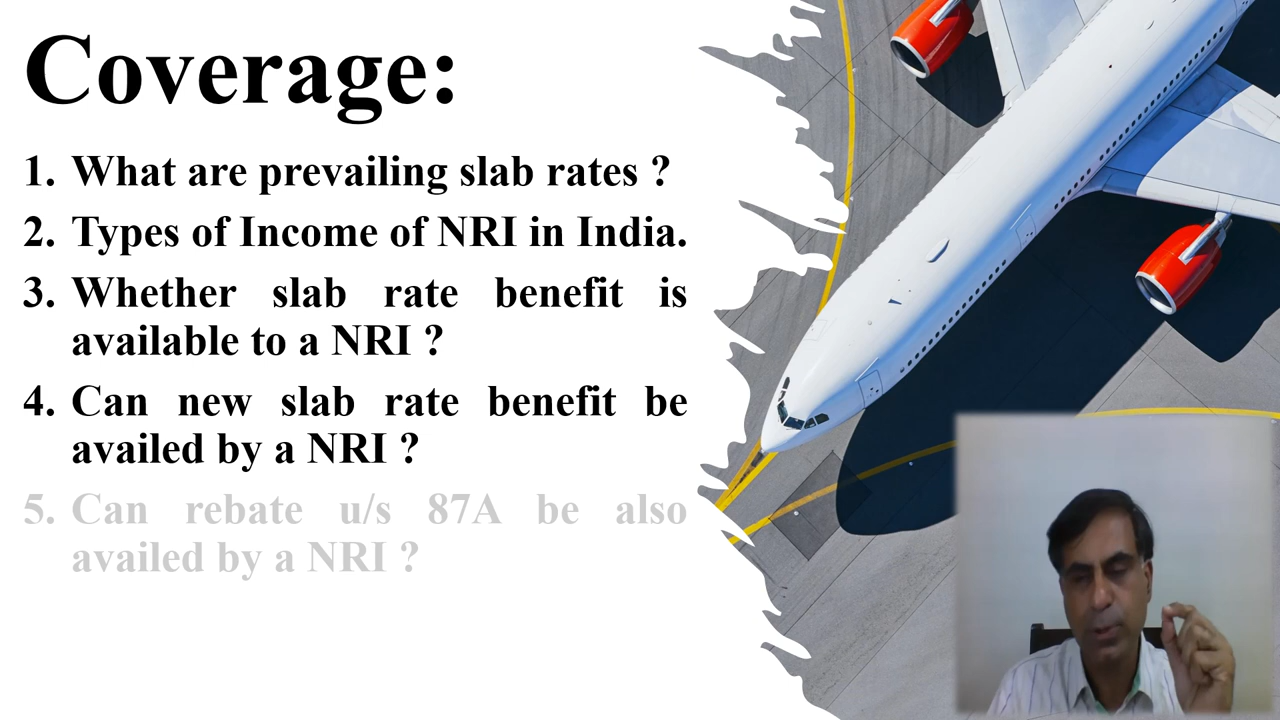 Coverage:
1. What are prevailing slab rates ?
2. Types of Income of NRI in India.
3. Whether slab rate benefit is
available to a NRI ?
4. Can new slab rate benefit be
availed by a NRI ?
5. Can rebate u/s 87A be also
availed by a NRI ?